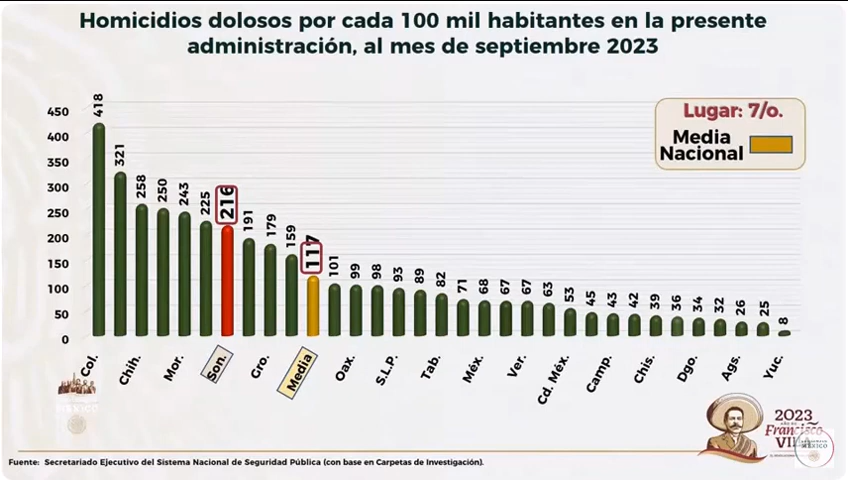 Homicidios dolosos por cada 100 mil habitantes en la presente
administración, al mes de septiembre 2023
Lugar: 7/o.
Media
Nacional
450
400
350
300
250
200
150
100
50
0
418
321
258
250
243
225
216
191
179
159
117
101
99
98
93
89
82
71
68
67
67
63
53
45
43
42
39
36
34
32
26
25
8
Col.
Chih.
Mor.
Son.
Gro.
Media
Oax.
S.L.P.
Tab.
Méx.
Ver.
Cd. Méx.
Camp.
Chis.
Dgo.
Ags.
Yuc.
MÉXICO
2023
Francisco
VILLA
MÉXICO
Fuente: Secretariado Ejecutivo del Sistema Nacional de Seguridad Pública (con base en Carpetas de Investigación).